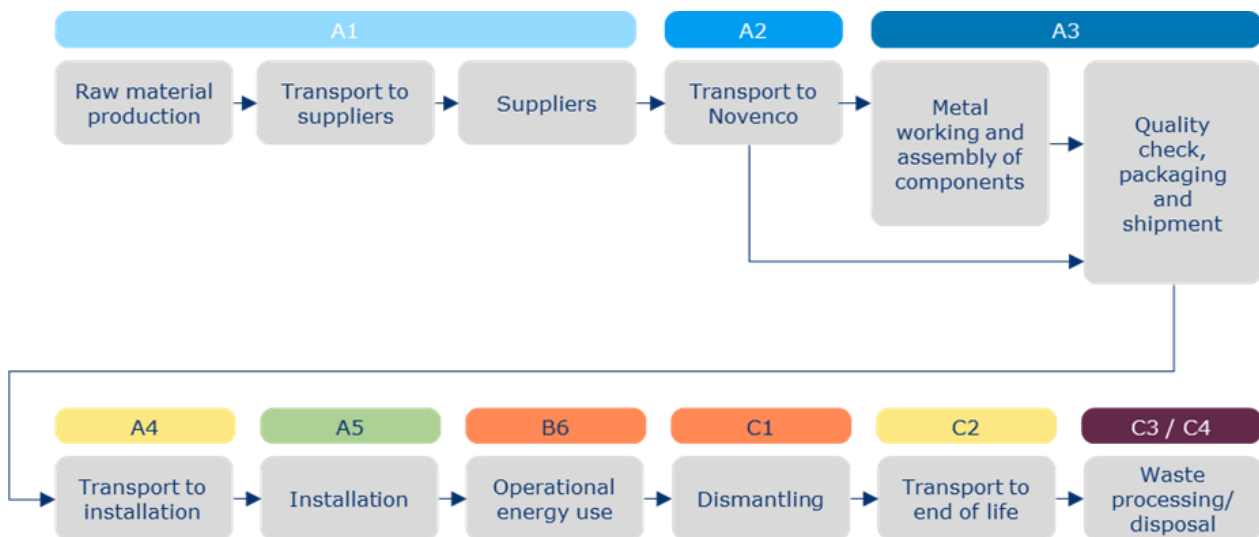 A1
A2
A3
Raw material
production
Transport to
suppliers
Suppliers
Transport to
Novenco
Metal
working and
assembly of
components
Quality
check,
packaging
and
shipment
A4
A5
B6
C1
C2
C3 / C4
Transport to
installation
Installation
Operational
energy use
Dismantling
Transport to
end of life
Waste
processing/
disposal